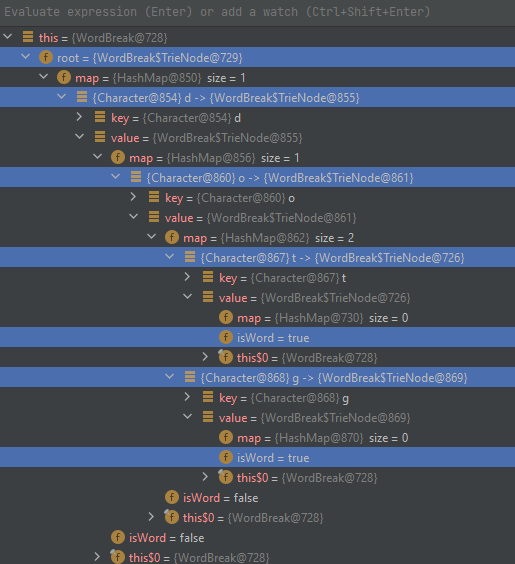 Evaluate expression (Enter) or add a watch (Ctrl+Shift+Enter)
this = {WordBreak@728}
f root = {WordBreak$TrieNode@729}
f map = {HashMap@850} size = 1
{Character@854} d -> {WordBreak$TrieNode@855}
key = {Character@854} d
value = {WordBreak$TrieNode@855}
f map = {HashMap@856} size = 1
{Character@860} o -> {WordBreak$TrieNode@861}
key = {Character@860} o
value = {WordBreak$TrieNode@861}
f map = {HashMap@862} size = 2
{Character@867} t -> {WordBreak$TrieNode@726}
key = {Character@867} t
value = {WordBreak$TrieNode@726}
f map = {HashMap@730} size = 0
f isWord = true
f this$0 = {WordBreak@728}
{Character@868} g -> {WordBreak$TrieNode@869}
key = {Character@868} g
value = {WordBreak$TrieNode@869}
f map = {HashMap@870} size = 0
f isWord = true
f this$0 = {WordBreak@728}
f isWord = false
f this$0 = {WordBreak@728}
f isWord = false
f this$0 = {WordBreak@728}